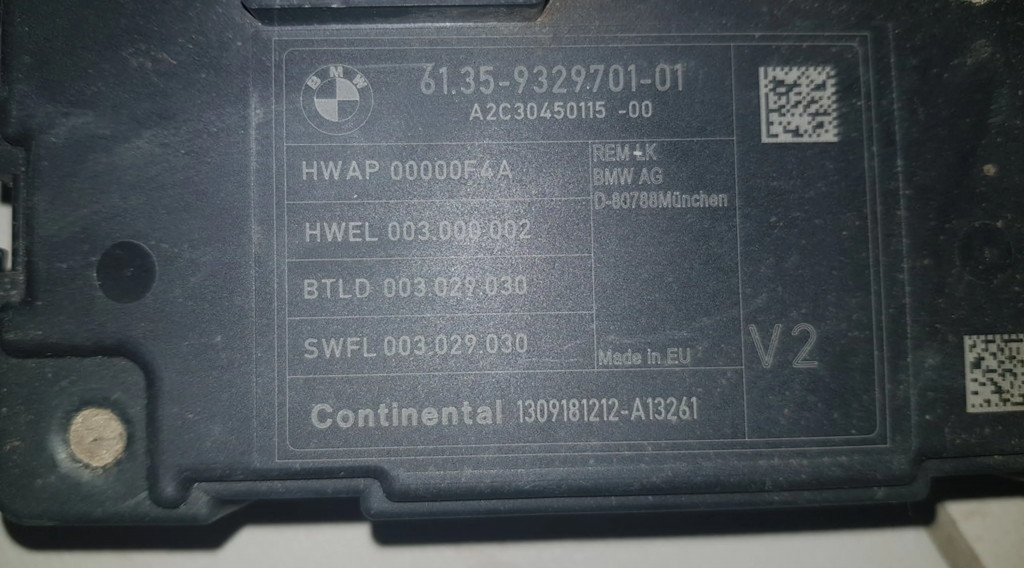 BMW
61.35-9329701-01
A2C30450115 -00
HWAP 00000F4A
REM-LK
BMW AG
D-80788München
HWEL 003.000.002
BTLD 003.029.030
SWFL 003.029.030
Made in EU
V2
Continental 1309181212-A13261